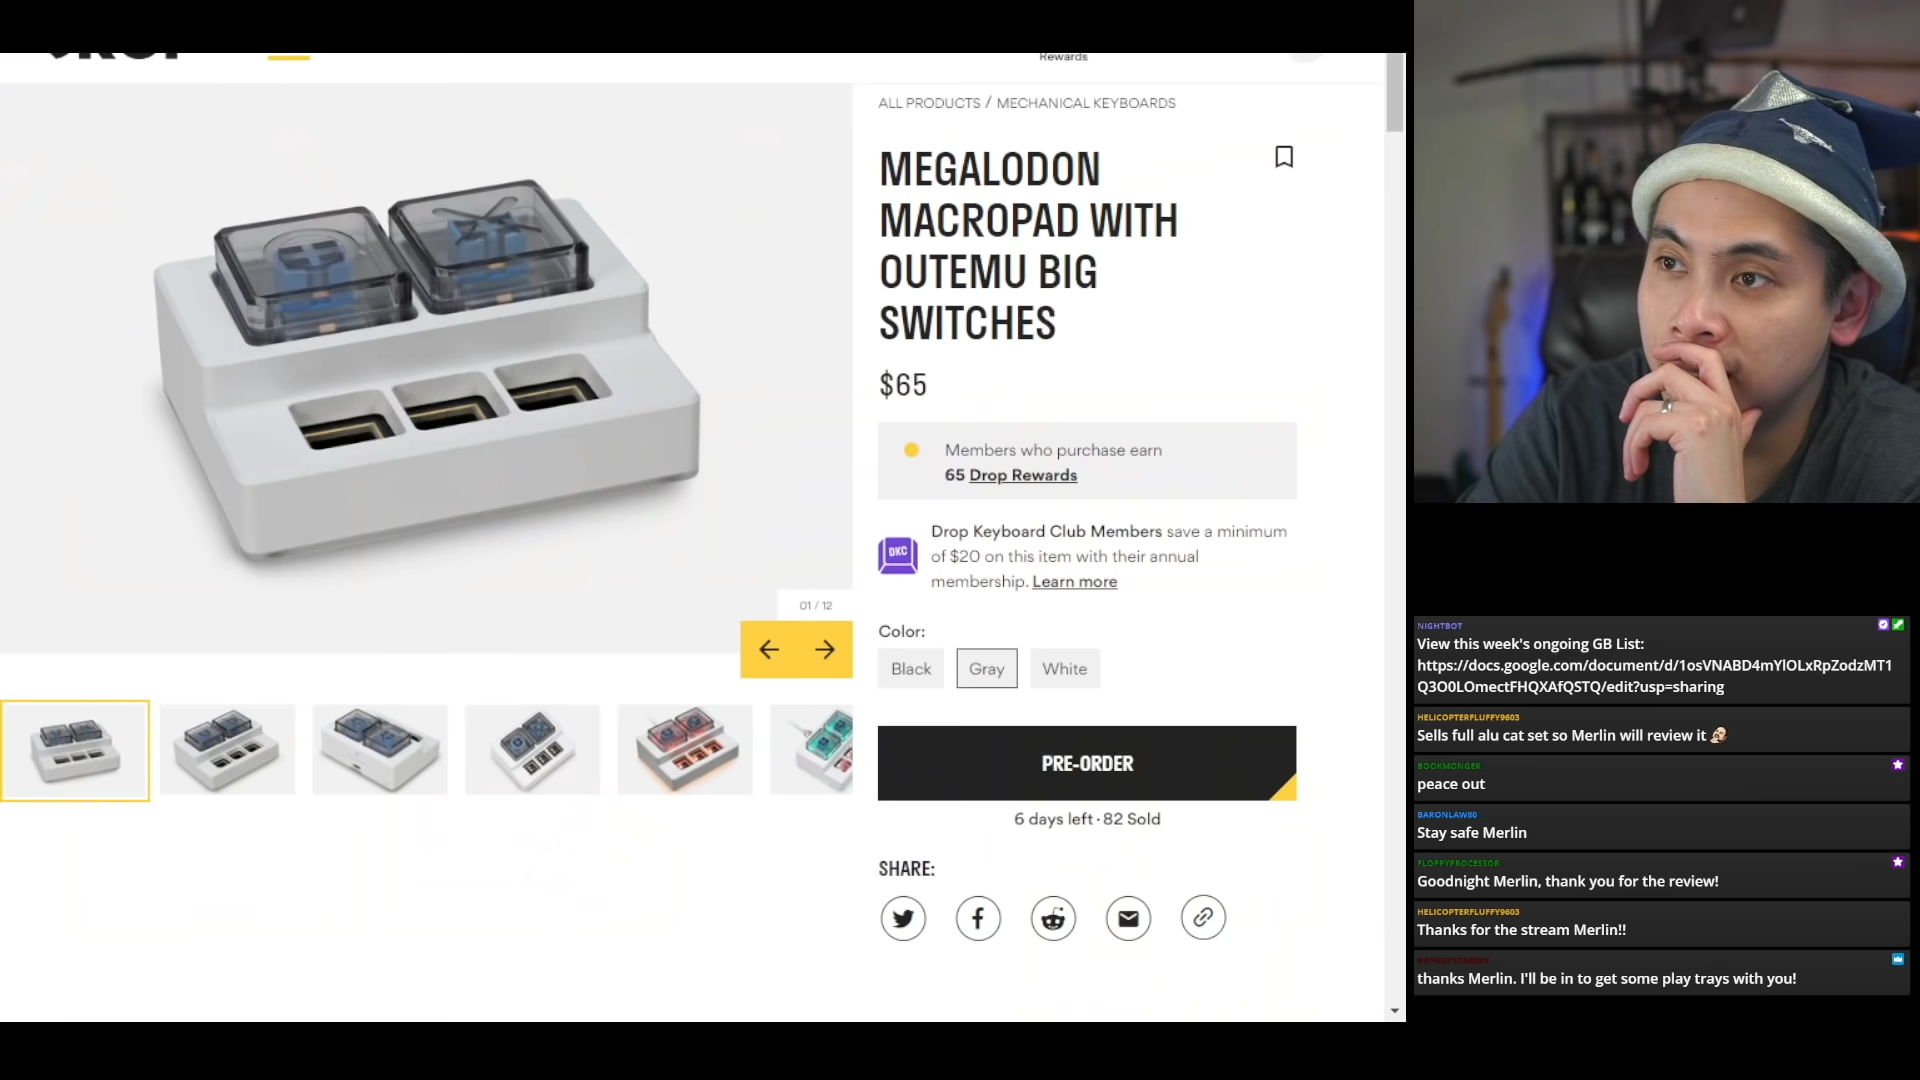 Rewards
ALL PRODUCTS / MECHANICAL KEYBOARDS
MEGALODON
MACROPAD WITH
OUTEMU BIG
SWITCHES
$65
Members who purchase earn
65 Drop Rewards
DKC
Drop Keyboard Club Members save a minimum
of $20 on this item with their annual
membership. Learn more
01 / 12
Color:
Black
Gray
White
PRE-ORDER
6 days left · 82 Sold
SHARE:
NIGHTBOT
View this week's ongoing GB List:
https://docs.google.com/document/d/1osVNABD4mYlOLxRpZodzMT1
Q3O0LOmectFHQXAfQSTQ/edit?usp=sharing
HELICOPTERFLUFFY9603
Sells full alu cat set so Merlin will review it
BOOKMONGER
peace out
BARONLAW80
Stay safe Merlin
FLOPPYPROCESSOR
Goodnight Merlin, thank you for the review!
HELICOPTERFLUFFY9603
Thanks for the stream Merlin!!
thanks Merlin. I'll be in to get some play trays with you!